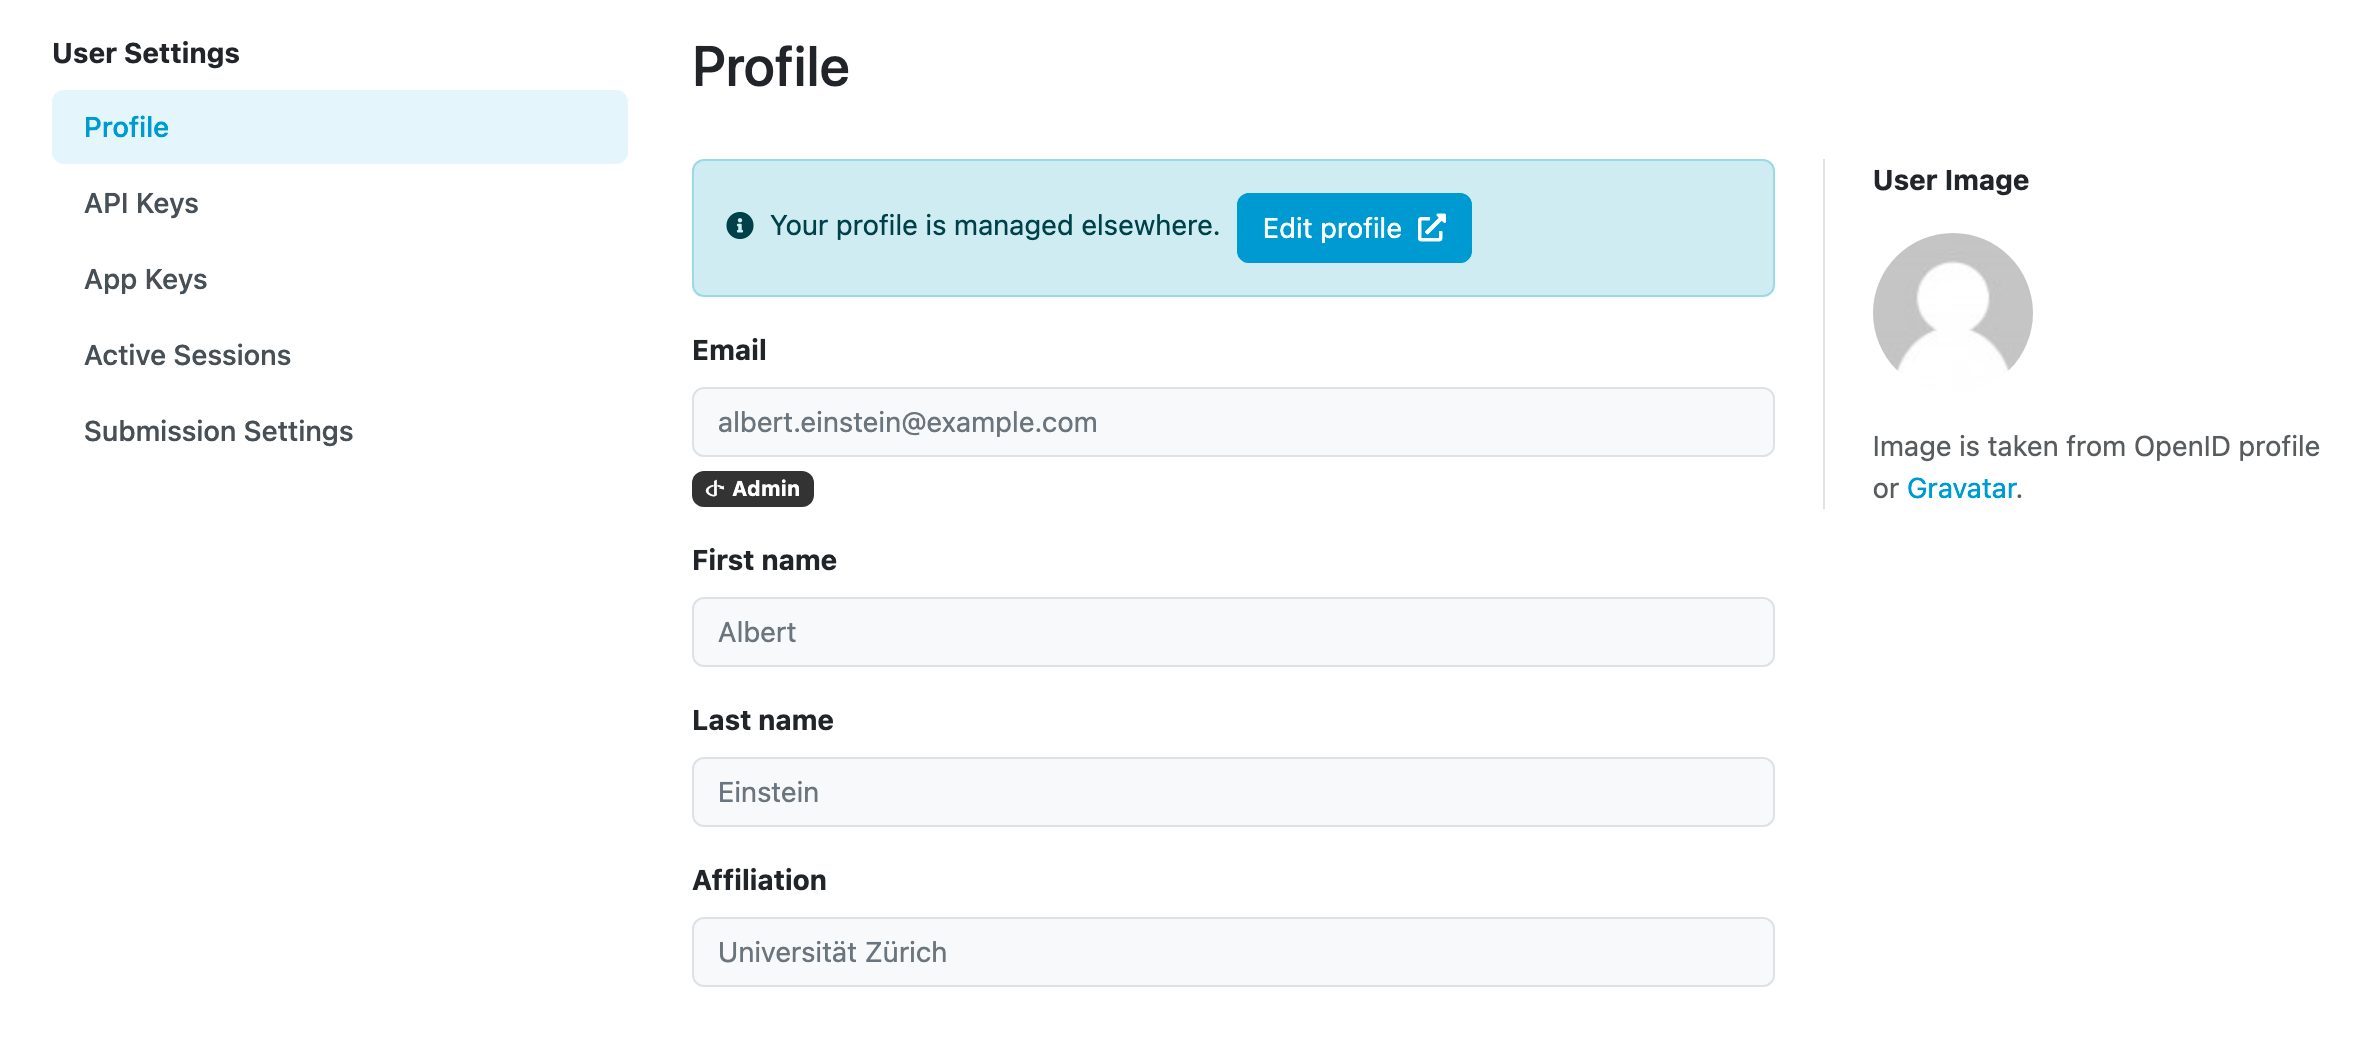 User Settings
Profile
API Keys
App Keys
Active Sessions
Submission Settings
Profile
Your profile is managed elsewhere. Edit profile
Email
albert.einstein@example.com
Admin
First name
Albert
Last name
Einstein
Affiliation
Universität Zürich
User Image
Image is taken from OpenID profile
or Gravatar.